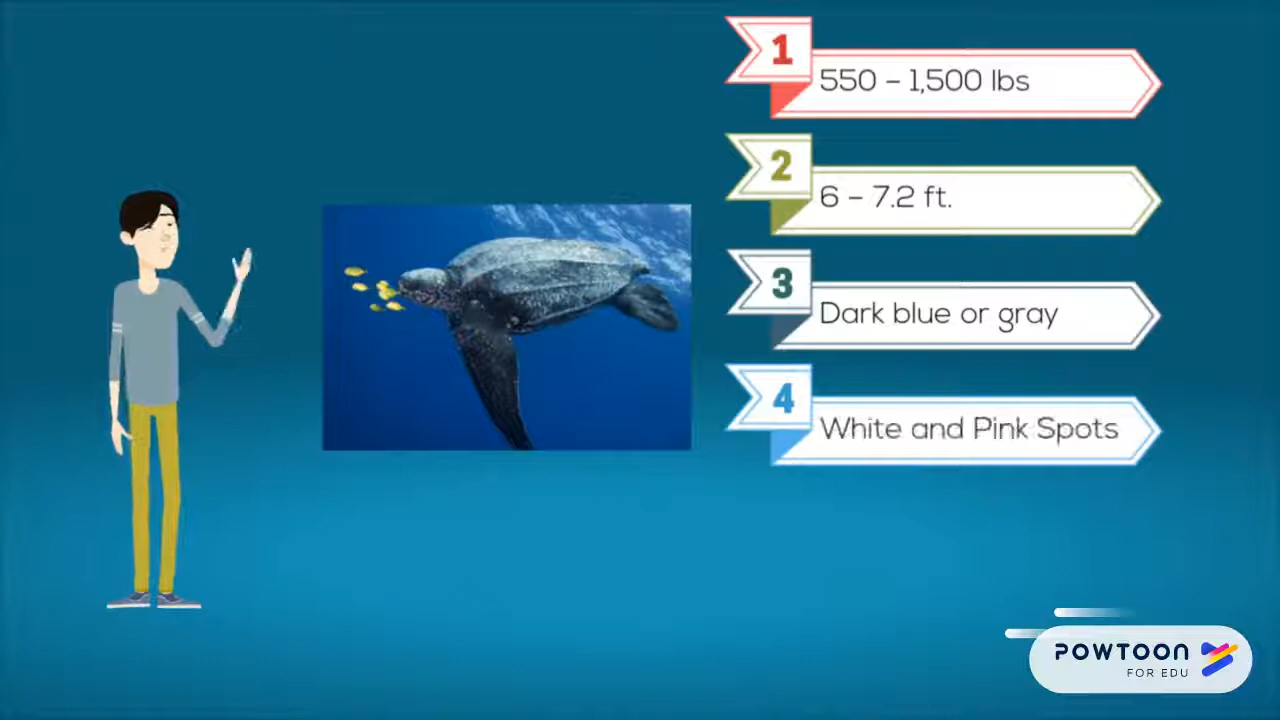 1
550 – 1,500 lbs
2
6 – 7.2 ft.
3
Dark blue or gray
4
White and Pink Spots
POWTOON
FOR EDU